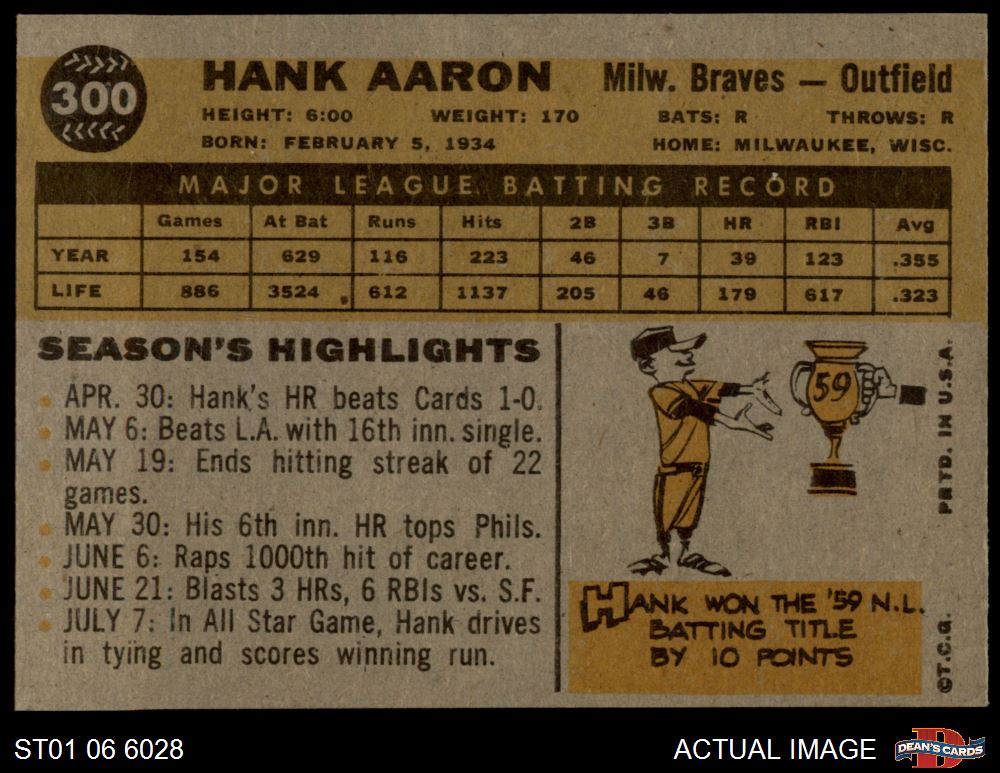 300
HANK AARON Milw. Braves — Outfield
HEIGHT: 6:00 WEIGHT: 170 BATS: R THROWS: R
BORN: FEBRUARY 5, 1934 HOME: MILWAUKEE, WISC.
MAJOR LEAGUE BATTING RECORD
Games At Bat Runs Hits 2B 3B HR RBI Avg
YEAR 154 629 116 223 46 7 39 123 .355
LIFE 886 3524 612 1137 205 46 179 617 .323
SEASON'S HIGHLIGHTS
APR. 30: Hank's HR beats Cards 1-0.
MAY 6: Beats L.A. with 16th inn. single.
MAY 19: Ends hitting streak of 22
games.
MAY 30: His 6th inn. HR tops Phils.
JUNE 6: Raps 1000th hit of career.
JUNE 21: Blasts 3 HRs, 6 RBIs vs. S.F.
JULY 7: In All Star Game, Hank drives
in tying and scores winning run.
59
HANK WON THE '59 N.L.
BATTING TITLE
BY 10 POINTS
©T.C.G. PRTD. IN U.S.A.
ST01 06 6028 ACTUAL IMAGE
D
DEAN'S CARDS